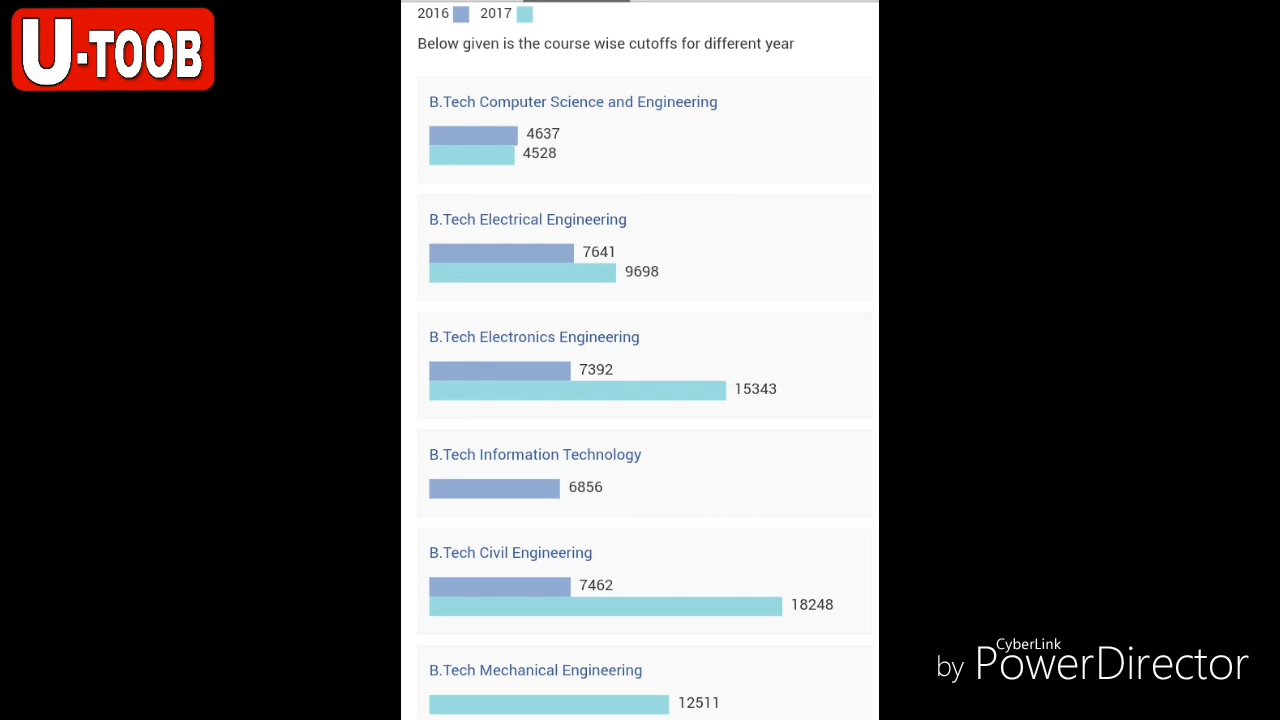 U-TOOB
2016 2017
Below given is the course wise cutoffs for different year
B.Tech Computer Science and Engineering
4637
4528
B.Tech Electrical Engineering
7641
9698
B.Tech Electronics Engineering
7392
15343
B.Tech Information Technology
6856
B.Tech Civil Engineering
7462
18248
B.Tech Mechanical Engineering
12511
CyberLink
by PowerDirector